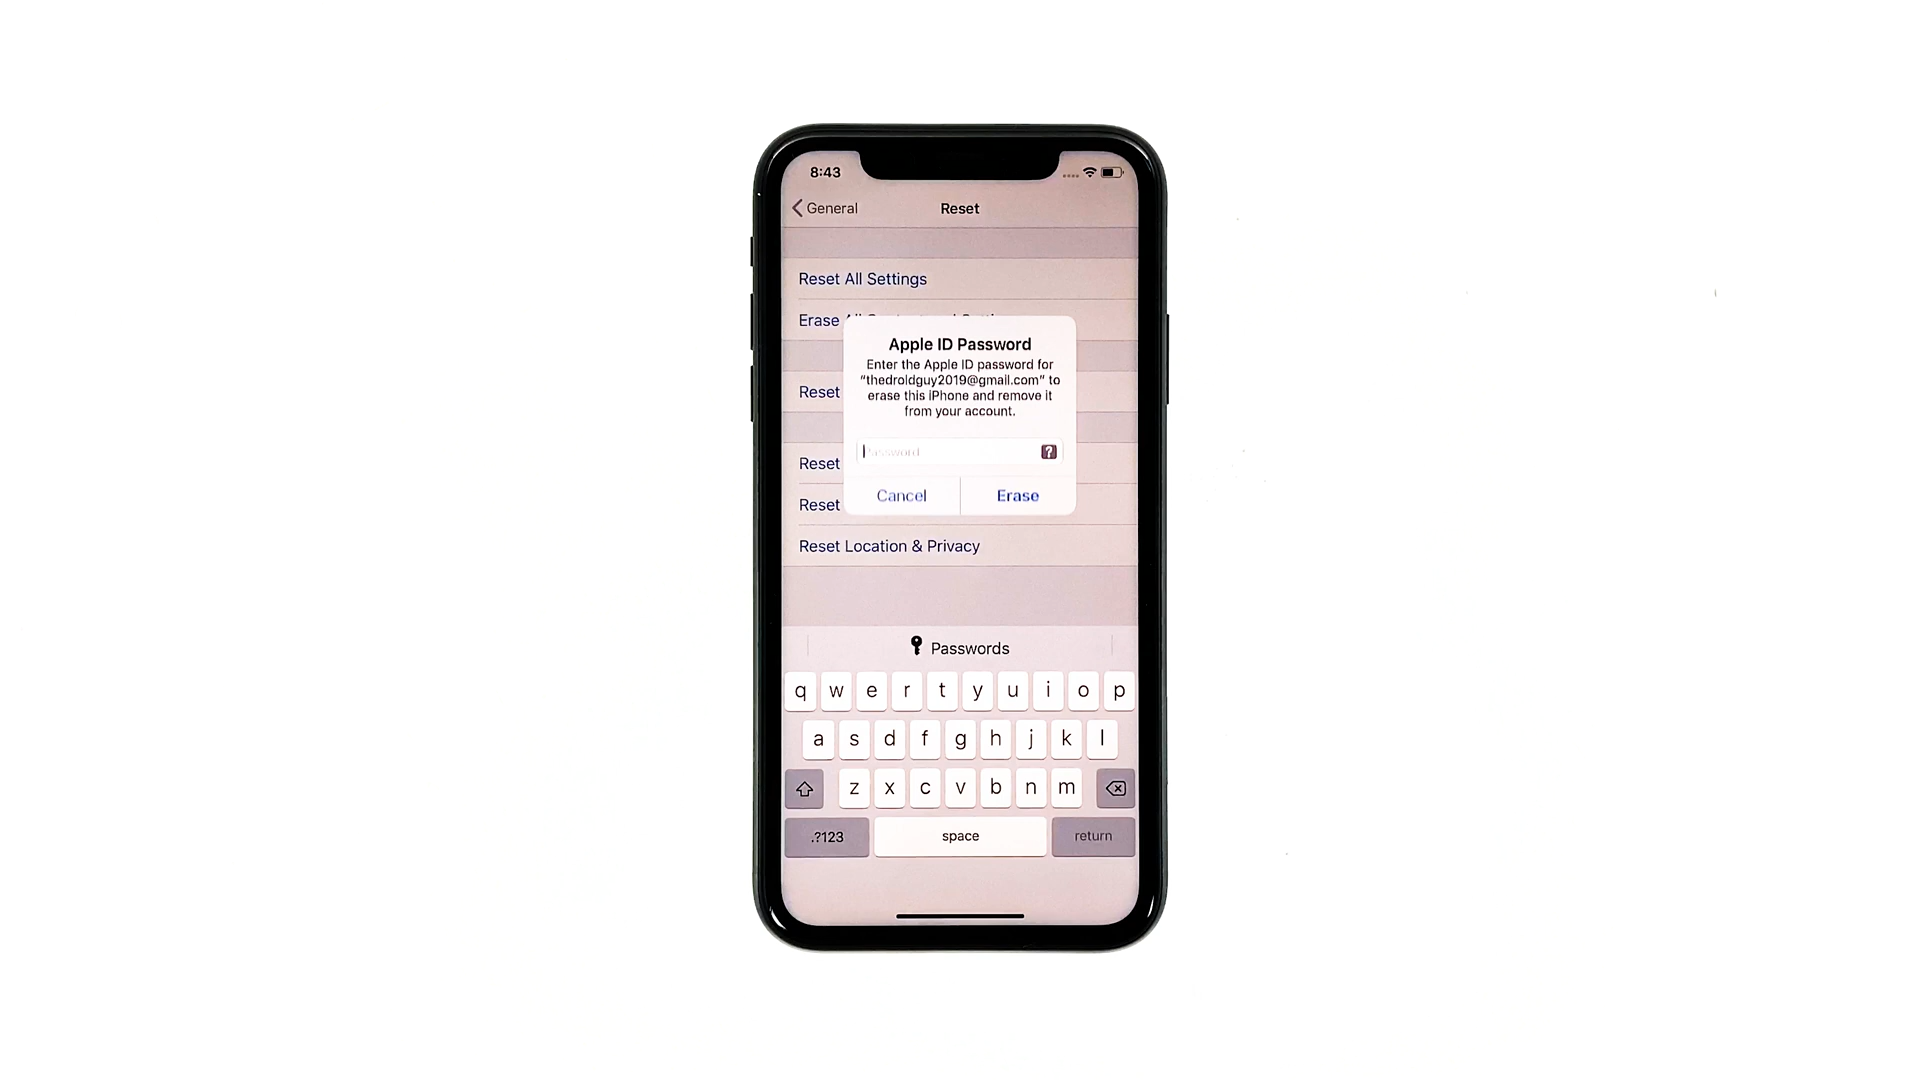 8:43
General
Reset
Reset All Settings
Erase
Apple ID Password
Enter the Apple ID password for
“thedroldguy2019@gmail.com” to
erase this iPhone and remove it
from your account.
Reset
Password
?
Reset
Cancel
Erase
Reset
Reset Location & Privacy
Passwords
q w e r t y u i o p
a s d f g h j k l
z x c v b n m
.?123
space
return